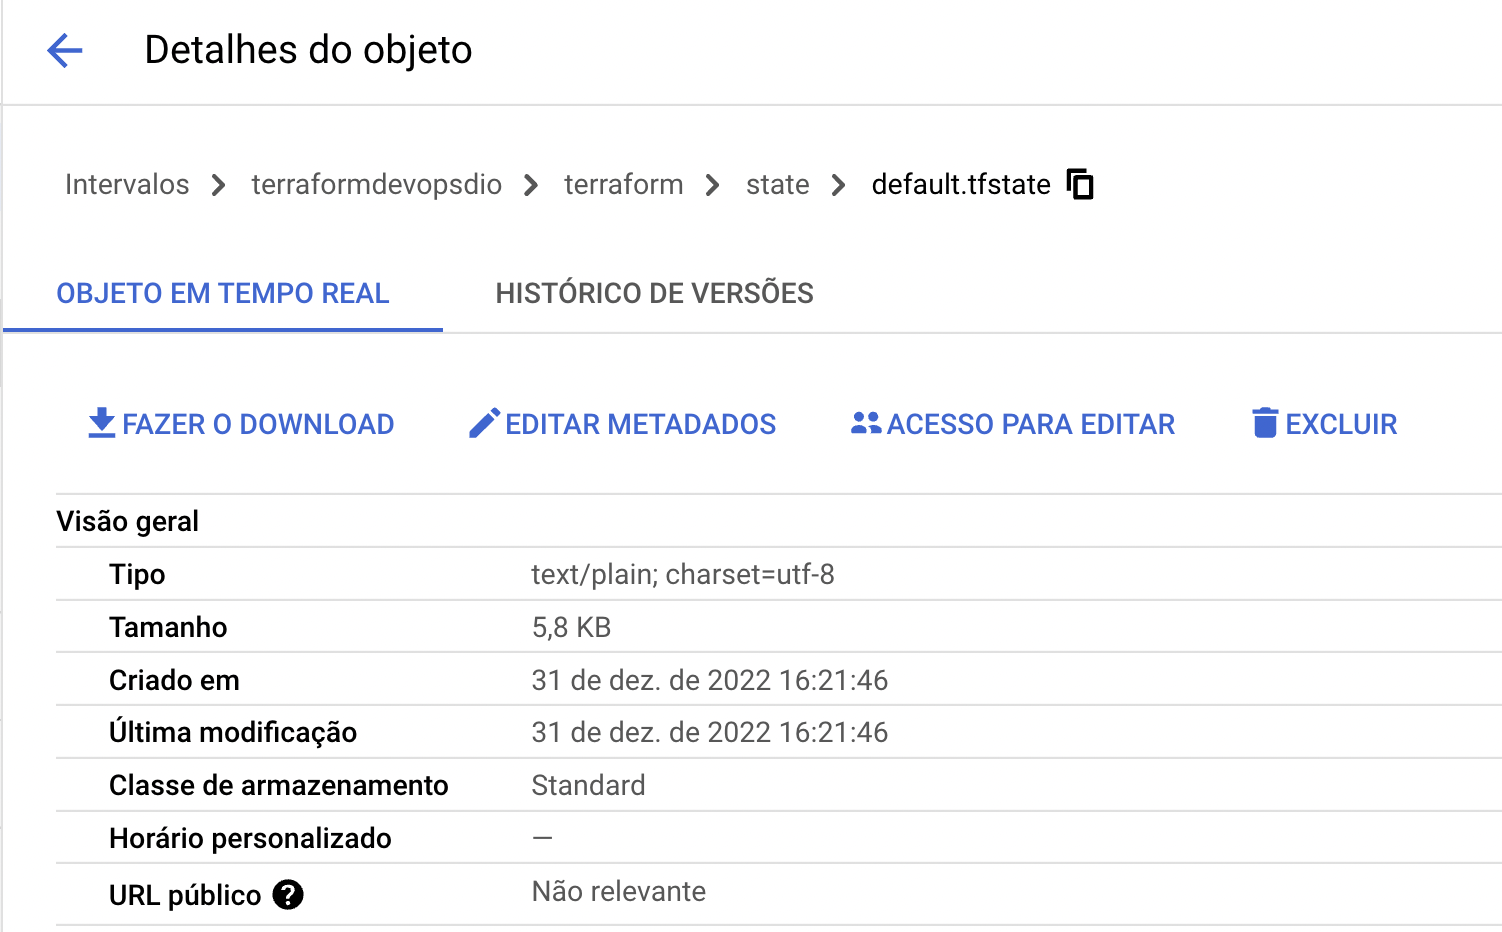 Detalhes do objeto
Intervalos > terraformdevopsdio > terraform > state > default.tfstate
OBJETO EM TEMPO REAL HISTÓRICO DE VERSÕES
FAZER O DOWNLOAD EDITAR METADADOS ACESSO PARA EDITAR EXCLUIR
Visão geral
Tipo text/plain; charset=utf-8
Tamanho 5,8 KB
Criado em 31 de dez. de 2022 16:21:46
Última modificação 31 de dez. de 2022 16:21:46
Classe de armazenamento Standard
Horário personalizado —
URL público ? Não relevante